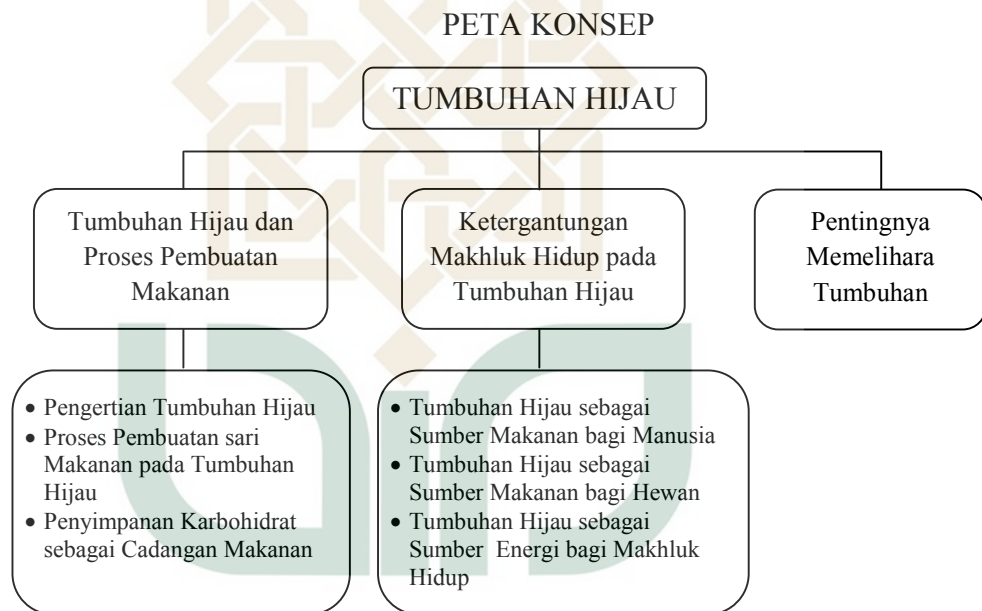 PETA KONSEP
TUMBUHAN HIJAU
Tumbuhan Hijau dan
Proses Pembuatan
Makanan
Ketergantungan
Makhluk Hidup pada
Tumbuhan Hijau
Pentingnya
Memelihara
Tumbuhan
• Pengertian Tumbuhan Hijau
• Proses Pembuatan sari
Makanan pada Tumbuhan
Hijau
• Penyimpanan Karbohidrat
sebagai Cadangan Makanan
• Tumbuhan Hijau sebagai
Sumber Makanan bagi Manusia
• Tumbuhan Hijau sebagai
Sumber Makanan bagi Hewan
• Tumbuhan Hijau sebagai
Sumber Energi bagi Makhluk
Hidup